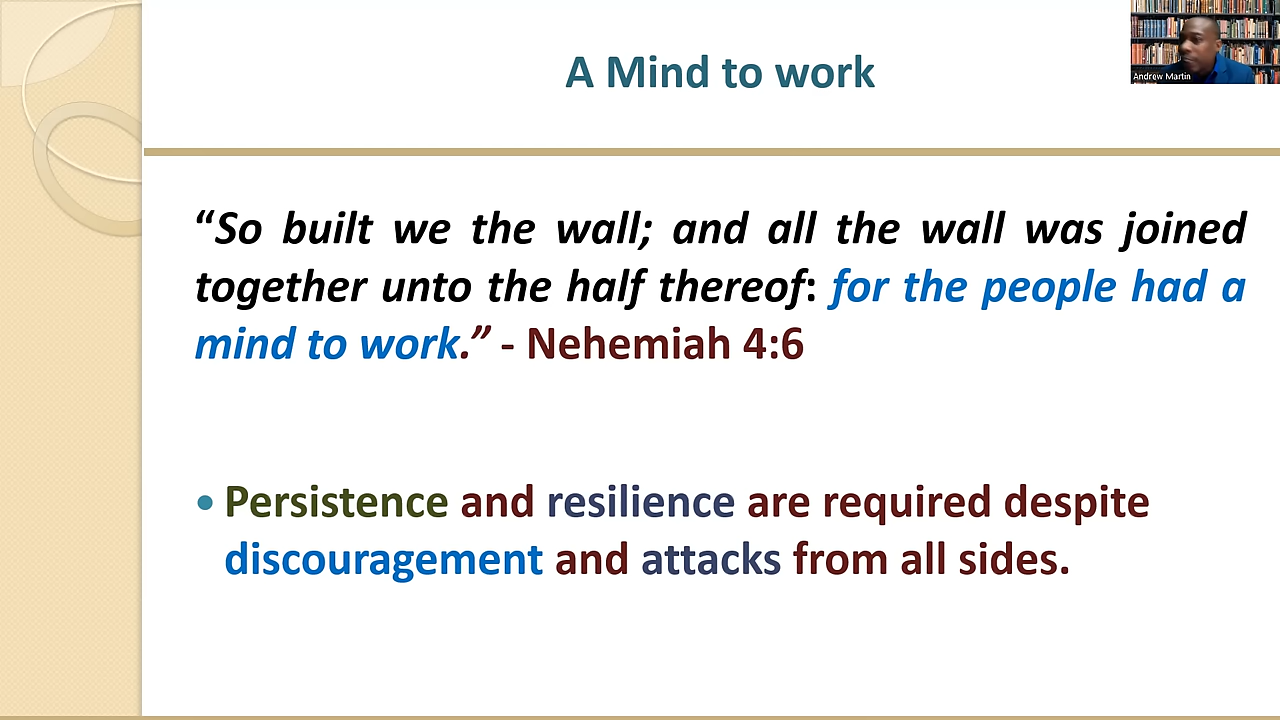 A Mind to work
Andrew Martin
“So built we the wall; and all the wall was joined
together unto the half thereof: for the people had a
mind to work.” - Nehemiah 4:6
• Persistence and resilience are required despite
discouragement and attacks from all sides.